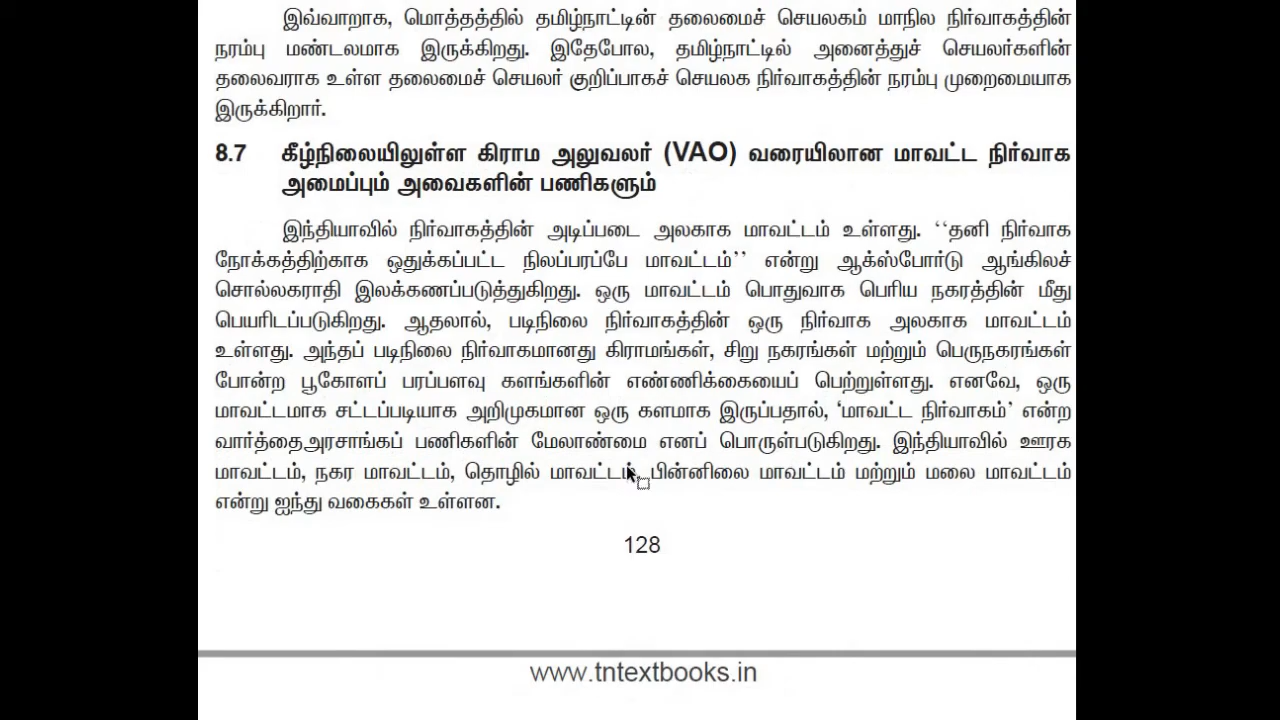 இவ்வாறாக, மொத்தத்தில் தமிழ்நாட்டின் தலைமைச் செயலகம் மாநில நிர்வாகத்தின்
நரம்பு மண்டலமாக இருக்கிறது. இதேபோல, தமிழ்நாட்டில் அனைத்துச் செயலர்களின்
தலைவராக உள்ள தலைமைச் செயலர் குறிப்பாகச் செயலக நிர்வாகத்தின் நரம்பு முறைமையாக
இருக்கிறார்.
8.7 கீழ்நிலையிலுள்ள கிராம அலுவலர் (VAO) வரையிலான மாவட்ட நிர்வாக
அமைப்பும் அவைகளின் பணிகளும்
இந்தியாவில் நிர்வாகத்தின் அடிப்படை அலகாக மாவட்டம் உள்ளது. ‘‘தனி நிர்வாக
நோக்கத்திற்காக ஒதுக்கப்பட்ட நிலப்பரப்பே மாவட்டம்’’ என்று ஆக்ஸ்போர்டு ஆங்கிலச்
சொல்லகராதி இலக்கணப்படுத்துகிறது. ஒரு மாவட்டம் பொதுவாக பெரிய நகரத்தின் மீது
பெயரிடப்படுகிறது. ஆதலால், படிநிலை நிர்வாகத்தின் ஒரு நிர்வாக அலகாக மாவட்டம்
உள்ளது. அந்தப் படிநிலை நிர்வாகமானது கிராமங்கள், சிறு நகரங்கள் மற்றும் பெருநகரங்கள்
போன்ற பூகோளப் பரப்பளவு களங்களின் எண்ணிக்கையைப் பெற்றுள்ளது. எனவே, ஒரு
மாவட்டமாக சட்டப்படியாக அறிமுகமான ஒரு களமாக இருப்பதால், ‘மாவட்ட நிர்வாகம்’ என்ற
வார்த்தைஅரசாங்கப் பணிகளின் மேலாண்மை எனப் பொருள்படுகிறது. இந்தியாவில் ஊரக
மாவட்டம், நகர மாவட்டம், தொழில் மாவட்டம், பின்னிலை மாவட்டம் மற்றும் மலை மாவட்டம்
என்று ஐந்து வகைகள் உள்ளன.
128
www.tntextbooks.in